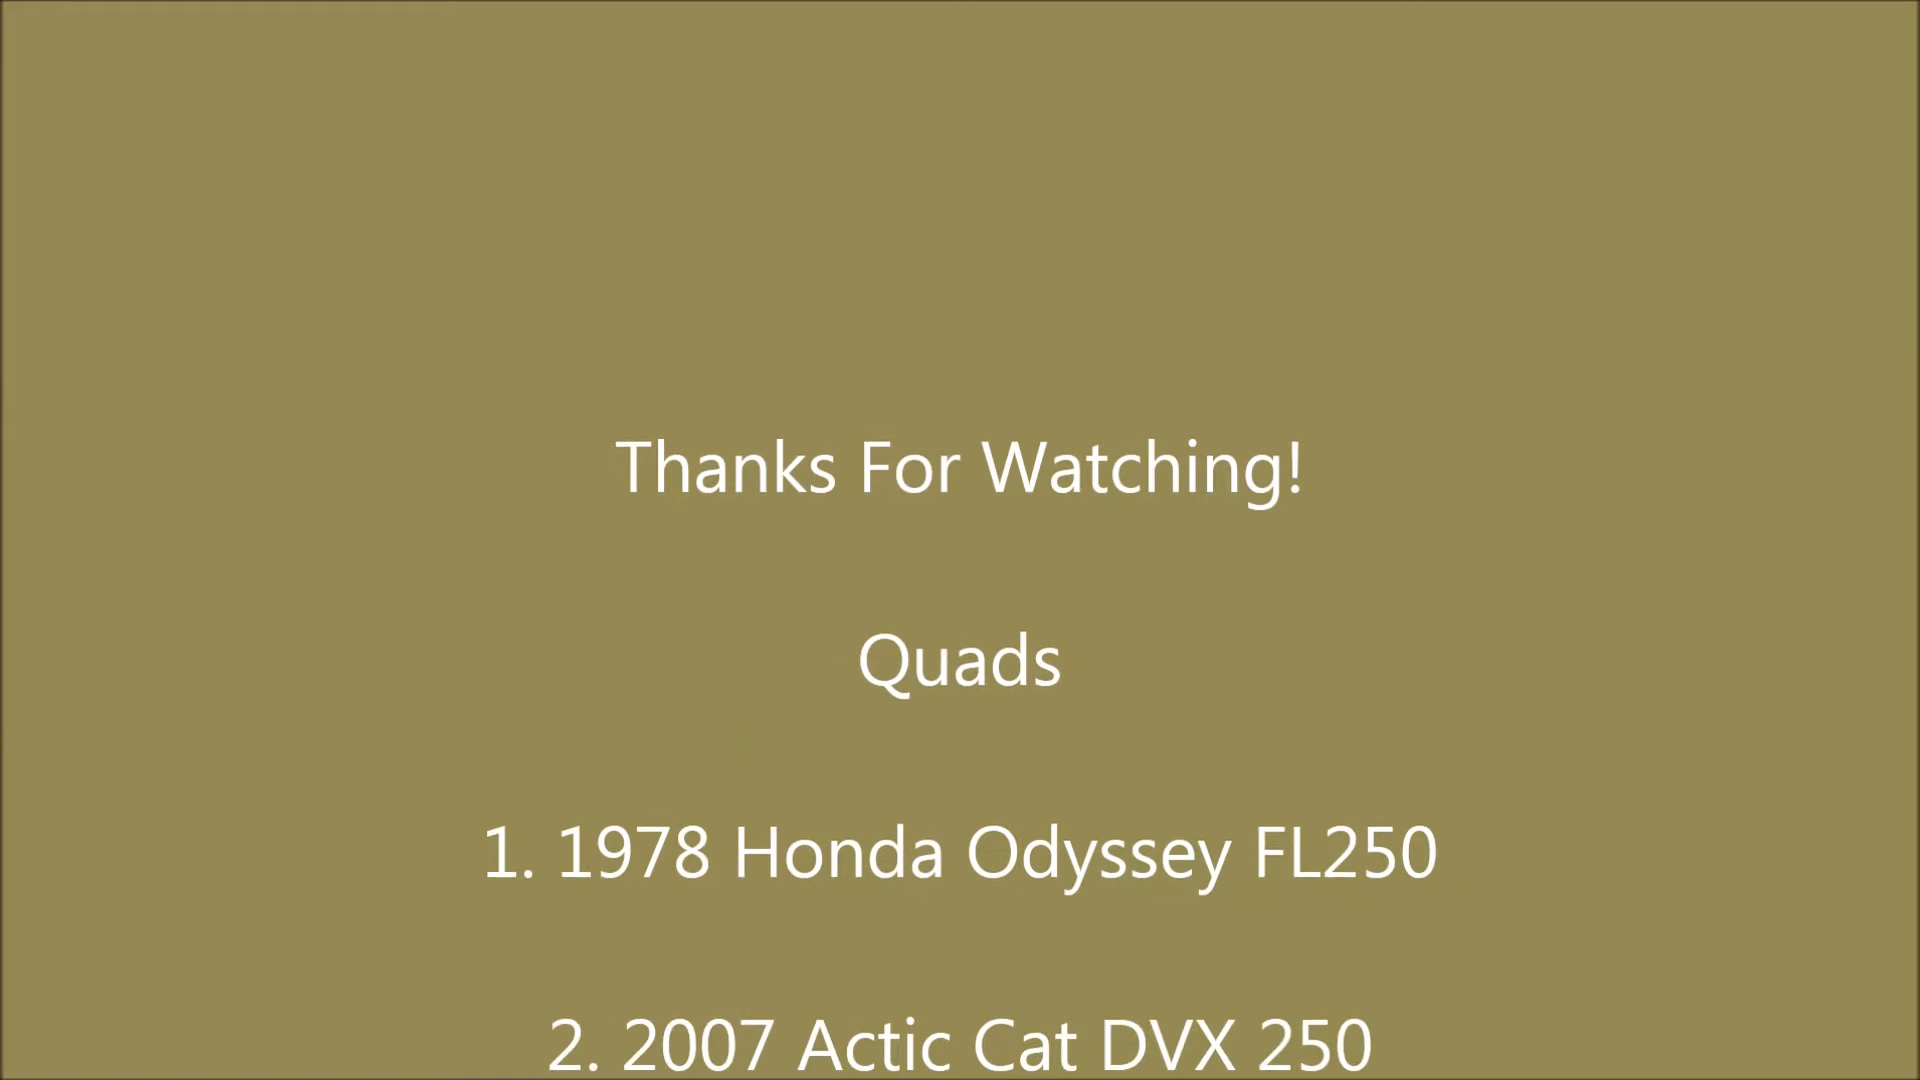 Thanks For Watching!
Quads
1. 1978 Honda Odyssey FL250
2. 2007 Actic Cat DVX 250